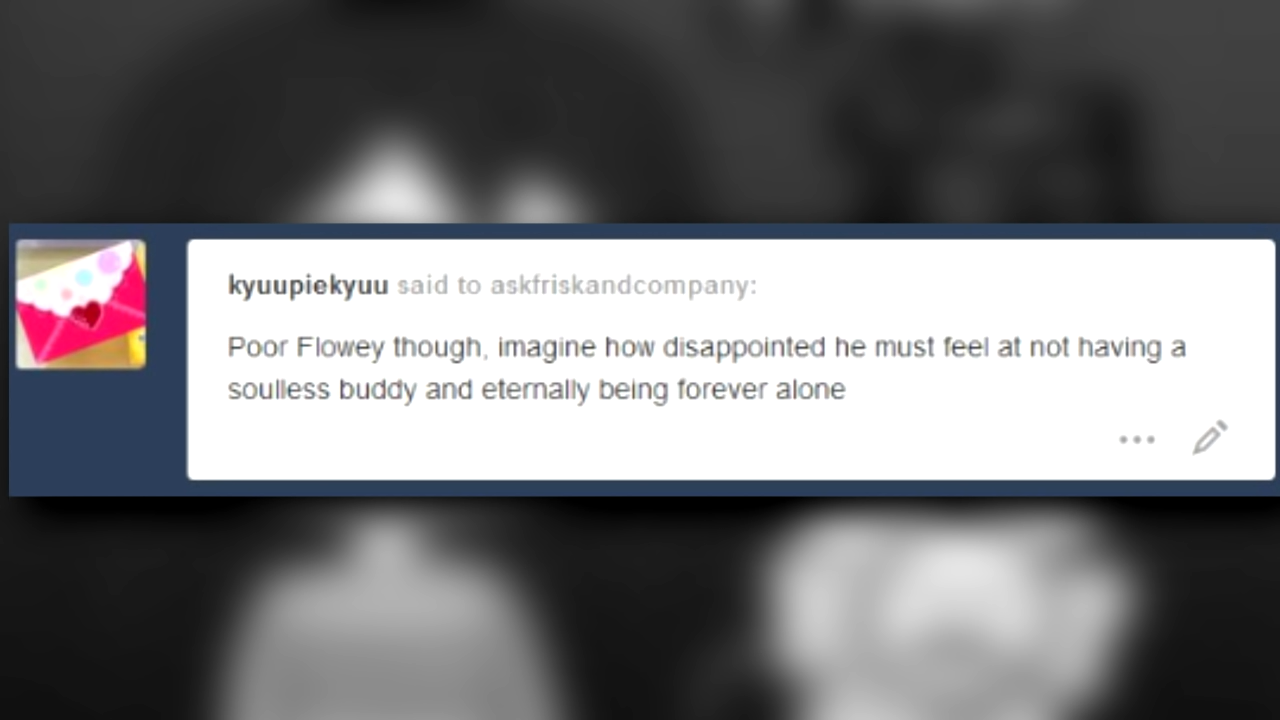 kyuupiekyuu said to askfriskandcompany:
Poor Flowey though, imagine how disappointed he must feel at not having a
soulless buddy and eternally being forever alone